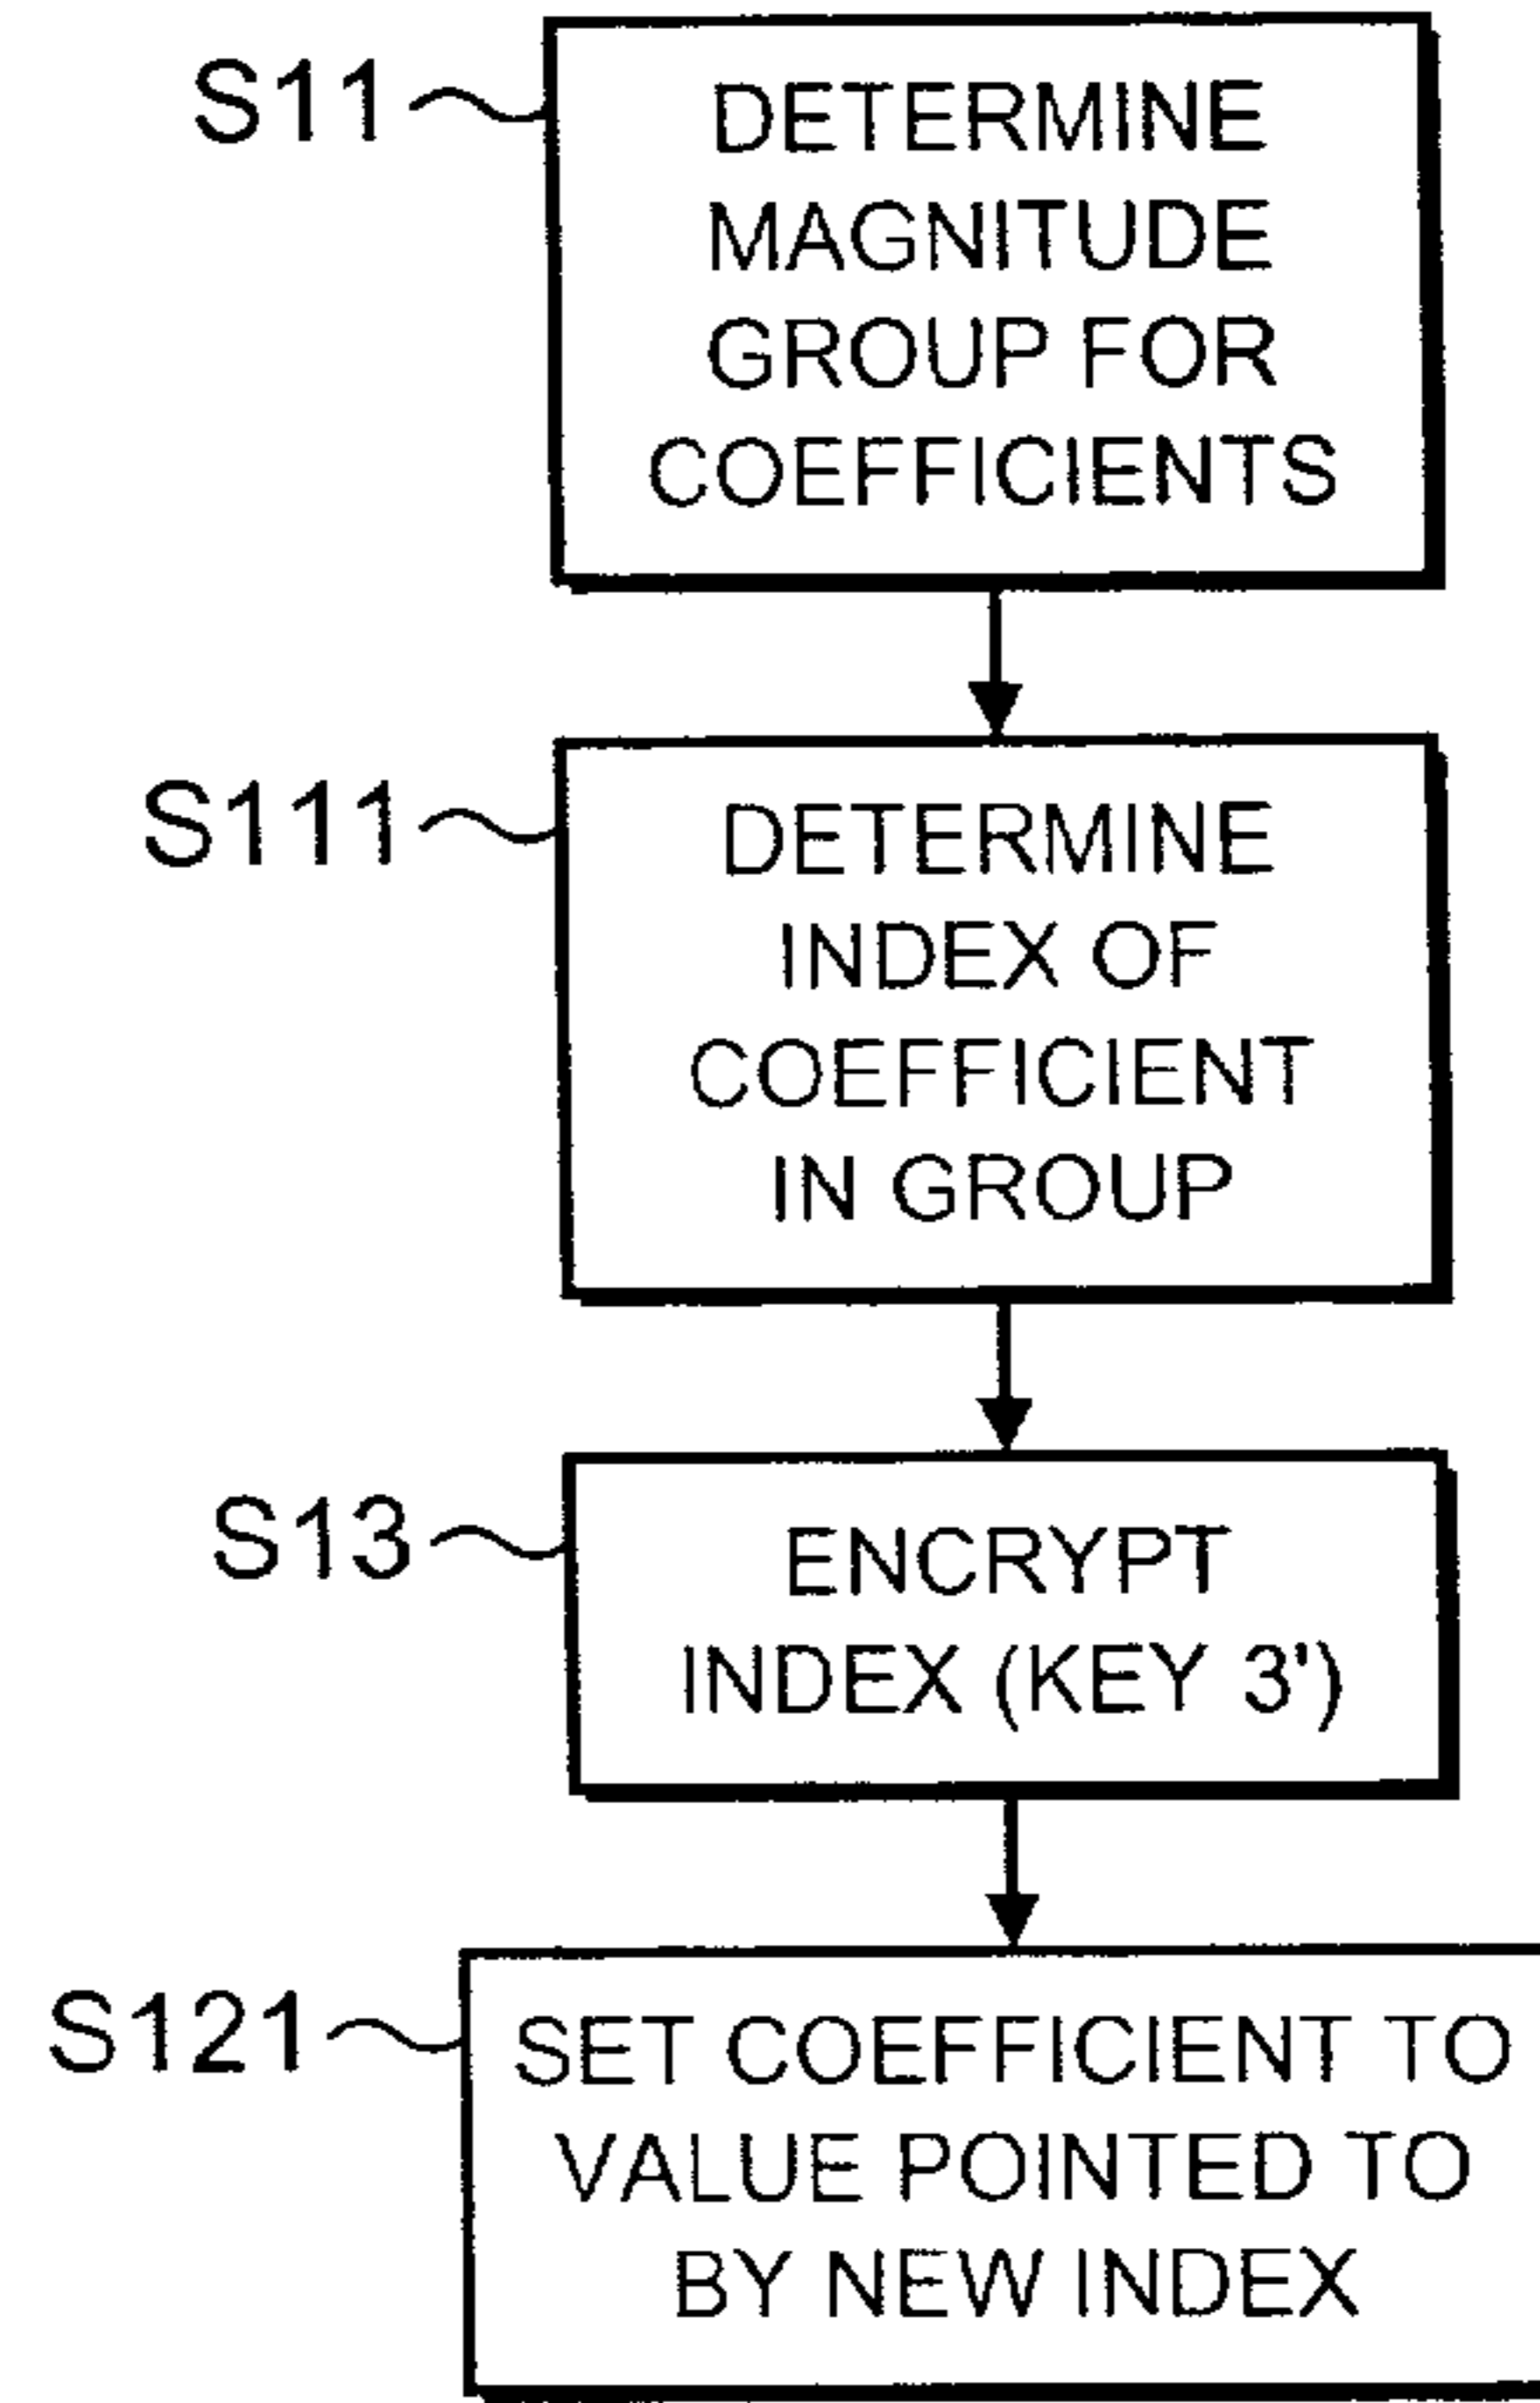 S11
DETERMINE
MAGNITUDE
GROUP FOR
COEFFICIENTS
S111
DETERMINE
INDEX OF
COEFFICIENT
IN GROUP
S13
ENCRYPT
INDEX (KEY 3')
S121
SET COEFFICIENT TO
VALUE POINTED TO
BY NEW INDEX